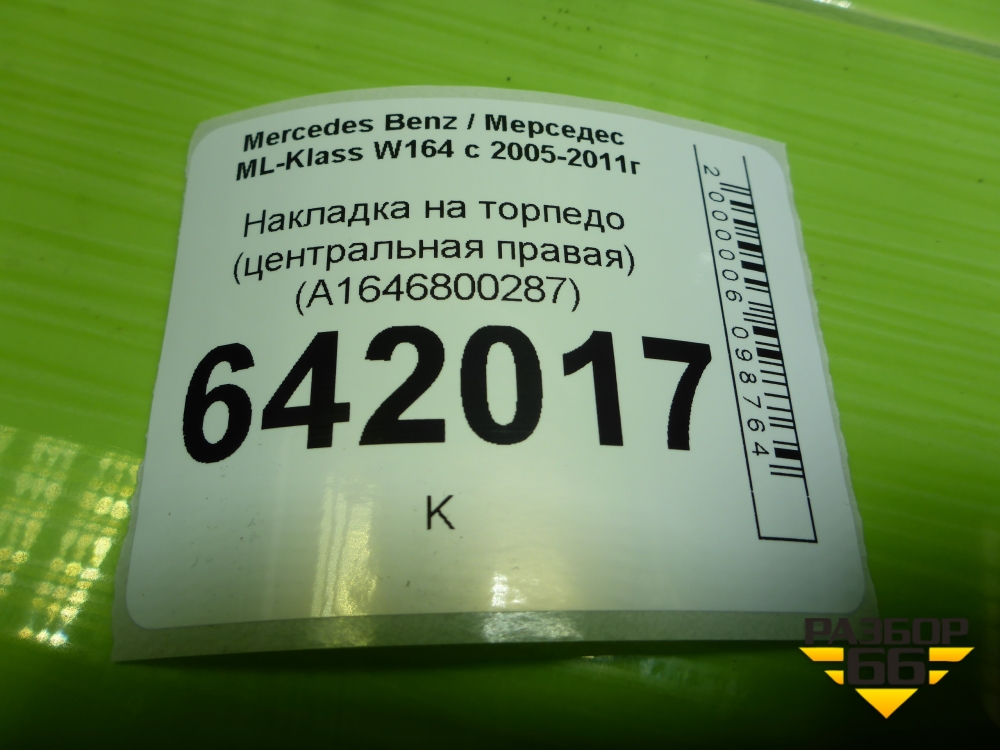 Mercedes Benz / Мерседес
ML-Klass W164 с 2005-2011г
Накладка на торпедо
(центральная правая)
(A1646800287)
642017
К
2000006098764
РАЗБОР
66